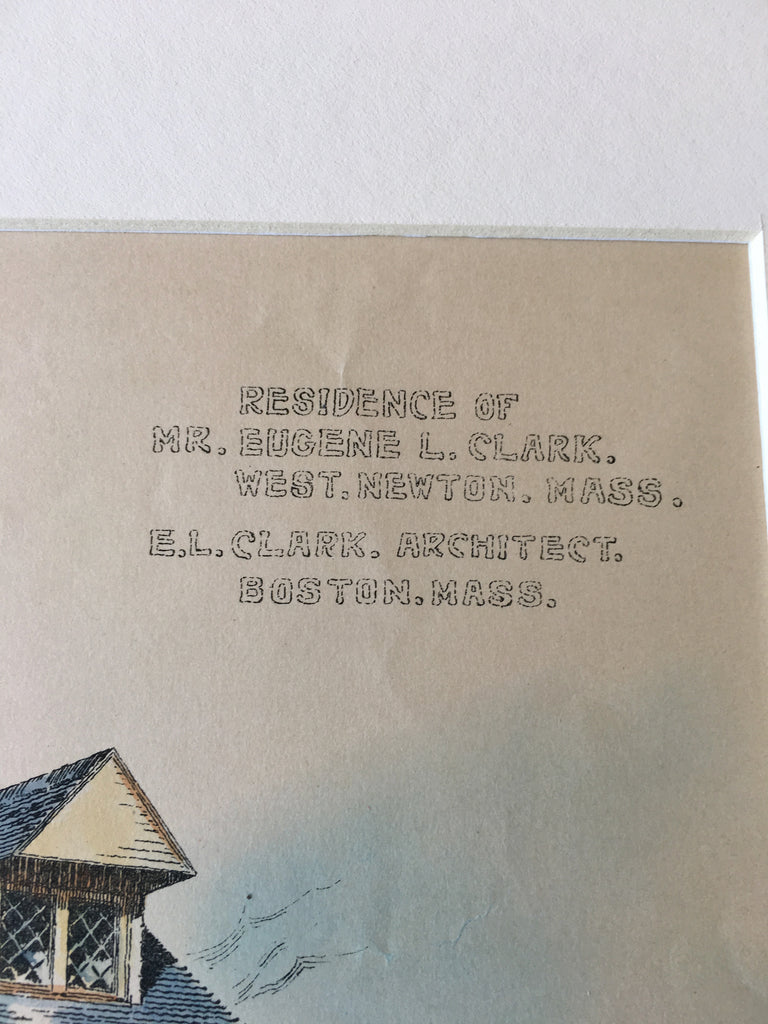 RESIDENCE OF
MR. EUGENE L. CLARK.
WEST. NEWTON. MASS.
E.L. CLARK. ARCHITECT.
BOSTON. MASS.